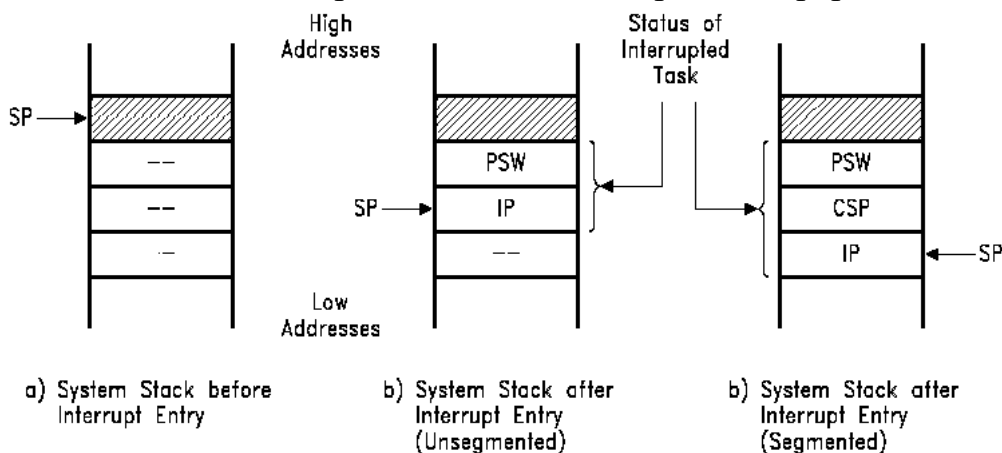 High
Addresses
Status of
Interrupted
Task
SP
--
--
-
PSW
SP
IP
--
PSW
CSP
IP
SP
Low
Addresses
a) System Stack before
Interrupt Entry
b) System Stack after
Interrupt Entry
(Unsegmented)
b) System Stack after
Interrupt Entry
(Segmented)